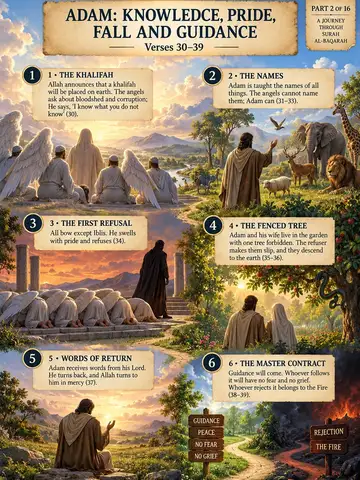 ADAM: KNOWLEDCE, PRIDE,
FALL AND GUIDANCE
Verses 30–39
PART 2 OF 16
A JOURNEY
THROUGH
SURAH
AL-BAQARAH
1
1 • THE KHALIFAH
Allah announces that a khalifah
will be placed on earth. The angels
ask about bloodshed and corruption;
He says, 'I know what you do
not know' (30).
2
2 • THE NAMES
Adam is taught the names of all
things. The angels cannot name
them; Adam can (31–33).
3
3 • THE FIRST REFUSAL
All bow except Iblis. He swells
with pride and refuses (34).
4
4 • THE FENCED TREE
Adam and his wife live in the garden
with one tree forbidden. The refuser
makes them slip, and they descend
to the earth (35–36).
5
5 • WORDS OF RETURN
Adam receives words from his Lord.
He turns back, and Allah turns to
him in mercy (37).
6
6 • THE MASTER CONTRACT
Guidance will come. Whoever follows
it will have no fear and no grief.
Whoever rejects it belongs to the Fire
(38–39).
GUIDANCE
PEACE
NO FEAR
NO GRIEF
REJECTION
THE FIRE